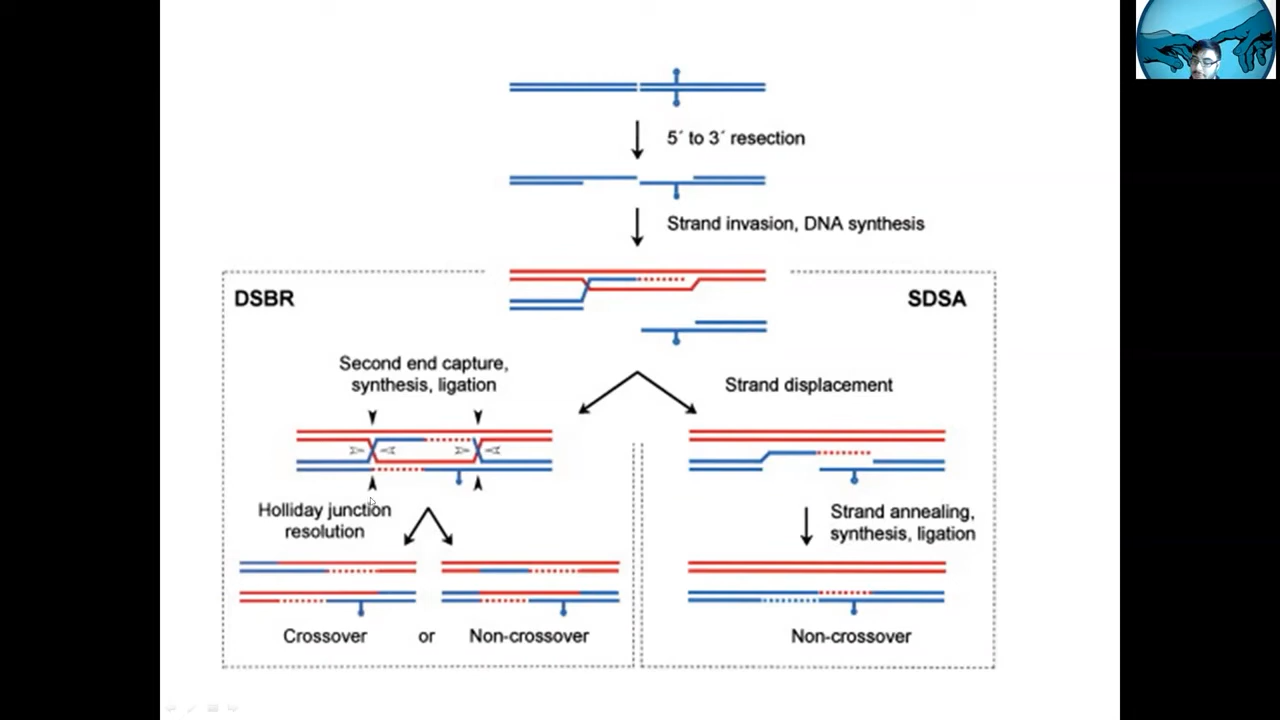 5´ to 3´ resection
Strand invasion, DNA synthesis
DSBR
SDSA
Second end capture,
synthesis, ligation
Strand displacement
Holliday junction
resolution
Strand annealing,
synthesis, ligation
Crossover
or
Non-crossover
Non-crossover